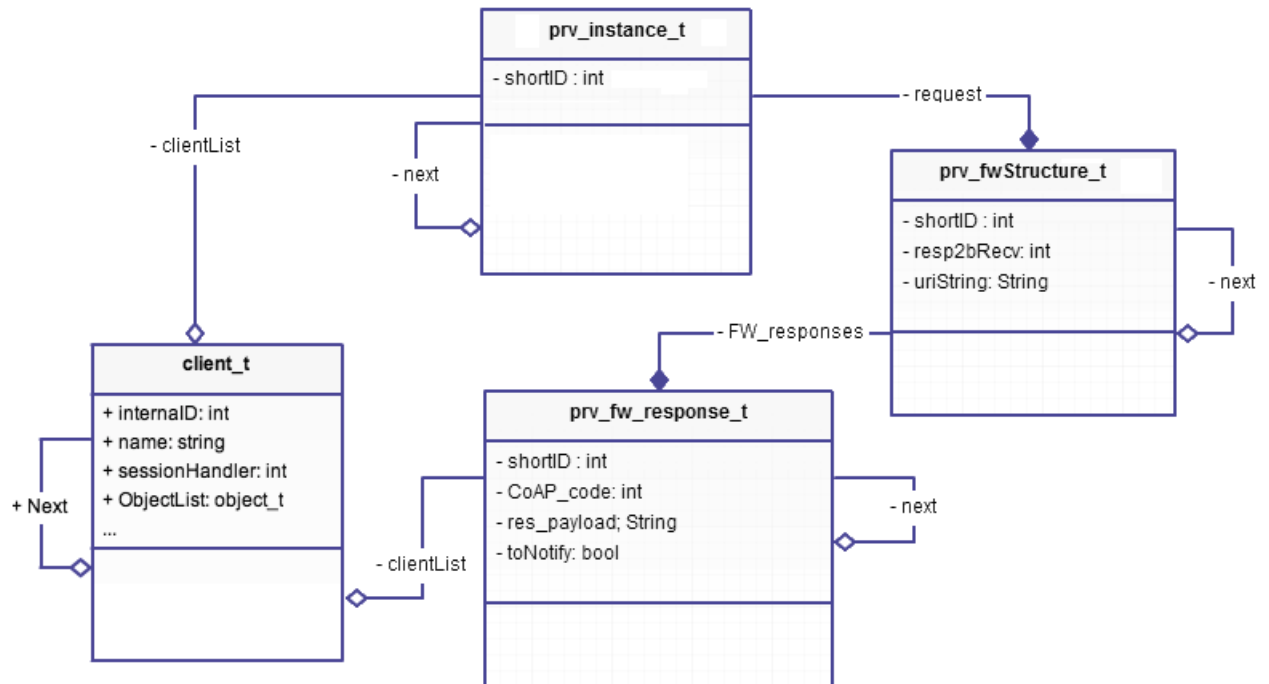 prv_instance_t
- shortID : int
- request
- clientList
- next
prv_fwStructure_t
- shortID : int
- resp2bRecv: int
- uriString: String
- next
- FW_responses
client_t
+ internalID: int
+ name: string
+ sessionHandler: int
+ ObjectList: object_t
...
+ Next
prv_fw_response_t
- shortID : int
- CoAP_code: int
- res_payload; String
- toNotify: bool
- next
- clientList